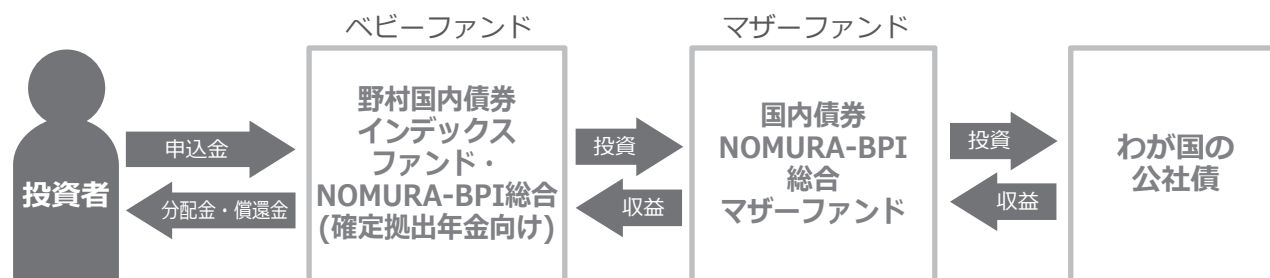 ベビーファンド
マザーファンド
投資者
申込金
分配金・償還金
野村国内債券
インデックス
ファンド・
NOMURA-BPI総合
(確定拠出年金向け)
投資
収益
国内債券
NOMURA-BPI
総合
マザーファンド
投資
収益
わが国の
公社債